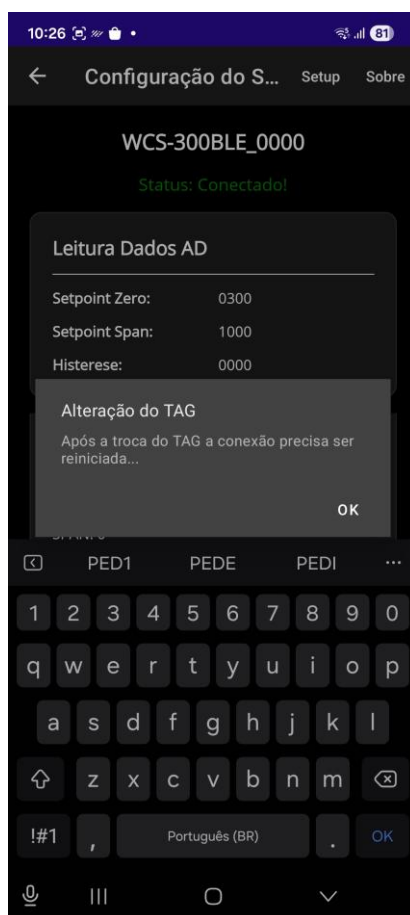 10:26 81
Configuração do S... Setup Sobre
WCS-300BLE_0000
Status: Conectado!
Leitura Dados AD
Setpoint Zero: 0300
Setpoint Span: 1000
Histerese: 0000
Alteração do TAG
Após a troca do TAG a conexão precisa ser
reiniciada...
OK
PED1 PEDE PEDI ...
1 2 3 4 5 6 7 8 9 0
q w e r t y u i o p
a s d f g h j k l
z x c v b n m
!#1 , Português (BR) . OK